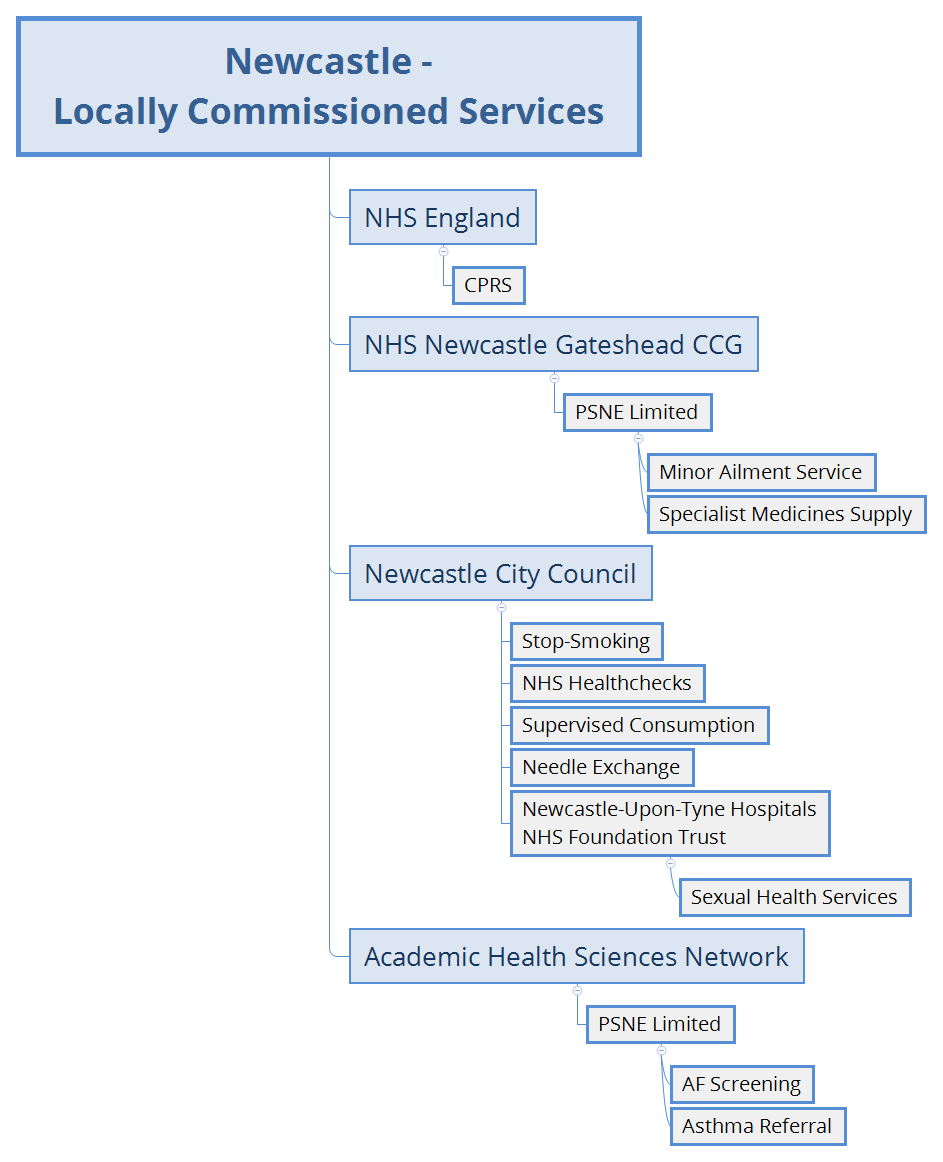 Newcastle -
Locally Commissioned Services
NHS England
CPRS
NHS Newcastle Gateshead CCG
PSNE Limited
Minor Ailment Service
Specialist Medicines Supply
Newcastle City Council
Stop-Smoking
NHS Healthchecks
Supervised Consumption
Needle Exchange
Newcastle-Upon-Tyne Hospitals
NHS Foundation Trust
Sexual Health Services
Academic Health Sciences Network
PSNE Limited
AF Screening
Asthma Referral